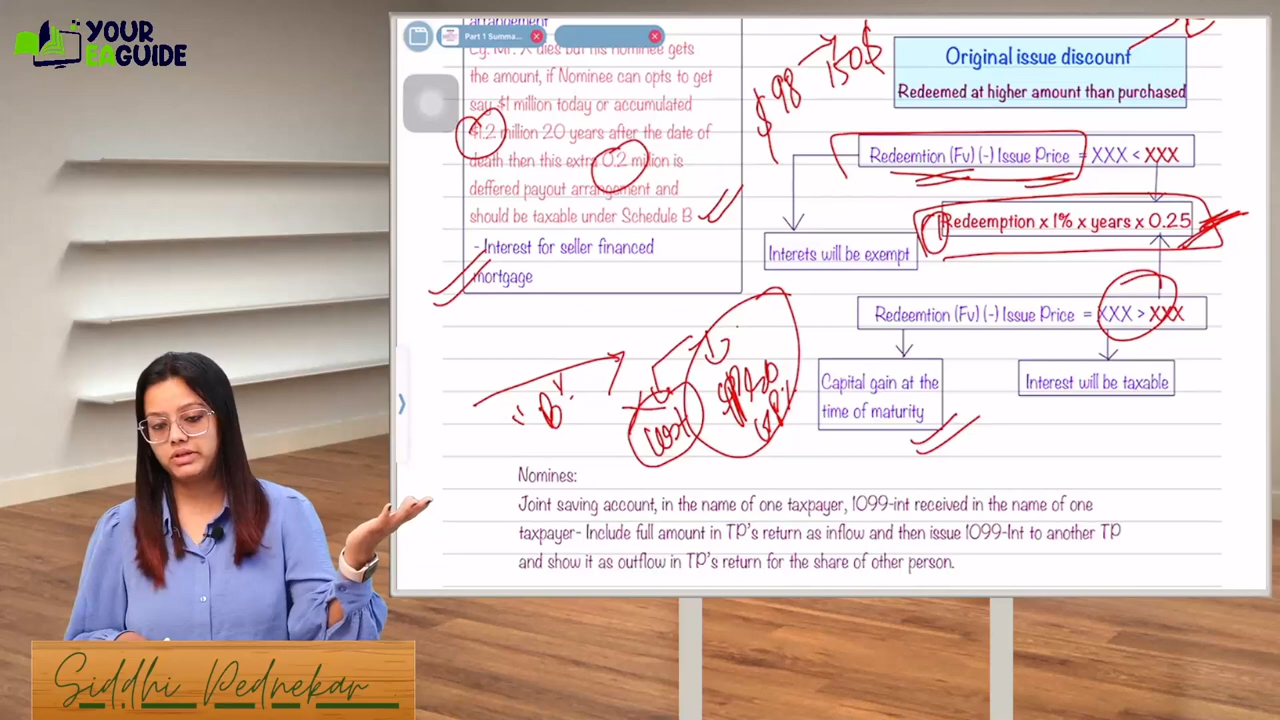 YOUR
EAGUIDE
arrangement
Part 1 Summa...
Eg. Mr. X dies but his nominee gets
the amount, if Nominee can opts to get
say $1 million today or accumulated
$1.2 million 20 years after the date of
death then this extra 0.2 million is
deffered payout arrangement and
should be taxable under Schedule B
- Interest for seller financed
mortgage
$98
150$
Original issue discount
Redeemed at higher amount than purchased
Redeemtion (Fv) (-) Issue Price = XXX < XXX
Redeemption x 1% x years x 0.25
Interets will be exempt
Redeemtion (Fv) (-) Issue Price = XXX > XXX
Capital gain at the
time of maturity
Interest will be taxable
"B"
cost
Nomines:
Joint saving account, in the name of one taxpayer, 1099-int received in the name of one
taxpayer- Include full amount in TP's return as inflow and then issue 1099-Int to another TP
and show it as outflow in TP's return for the share of other person.
Siddhi Pednekar